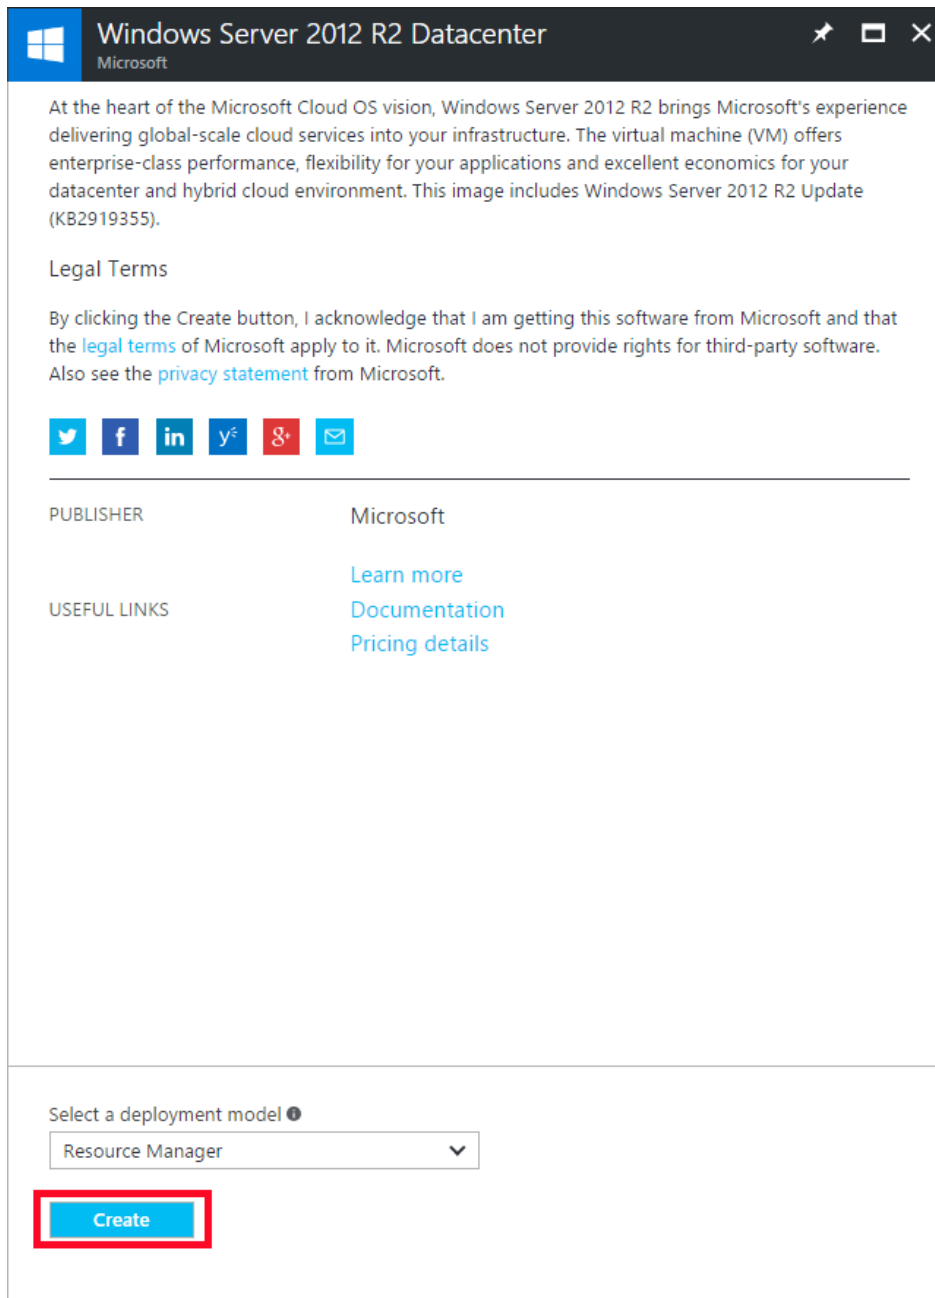 Windows Server 2012 R2 Datacenter
Microsoft
At the heart of the Microsoft Cloud OS vision, Windows Server 2012 R2 brings Microsoft's experience
delivering global-scale cloud services into your infrastructure. The virtual machine (VM) offers
enterprise-class performance, flexibility for your applications and excellent economics for your
datacenter and hybrid cloud environment. This image includes Windows Server 2012 R2 Update
(KB2919355).
Legal Terms
By clicking the Create button, I acknowledge that I am getting this software from Microsoft and that
the legal terms of Microsoft apply to it. Microsoft does not provide rights for third-party software.
Also see the privacy statement from Microsoft.
PUBLISHER Microsoft
Learn more
USEFUL LINKS Documentation
Pricing details
Select a deployment model
Resource Manager
Create